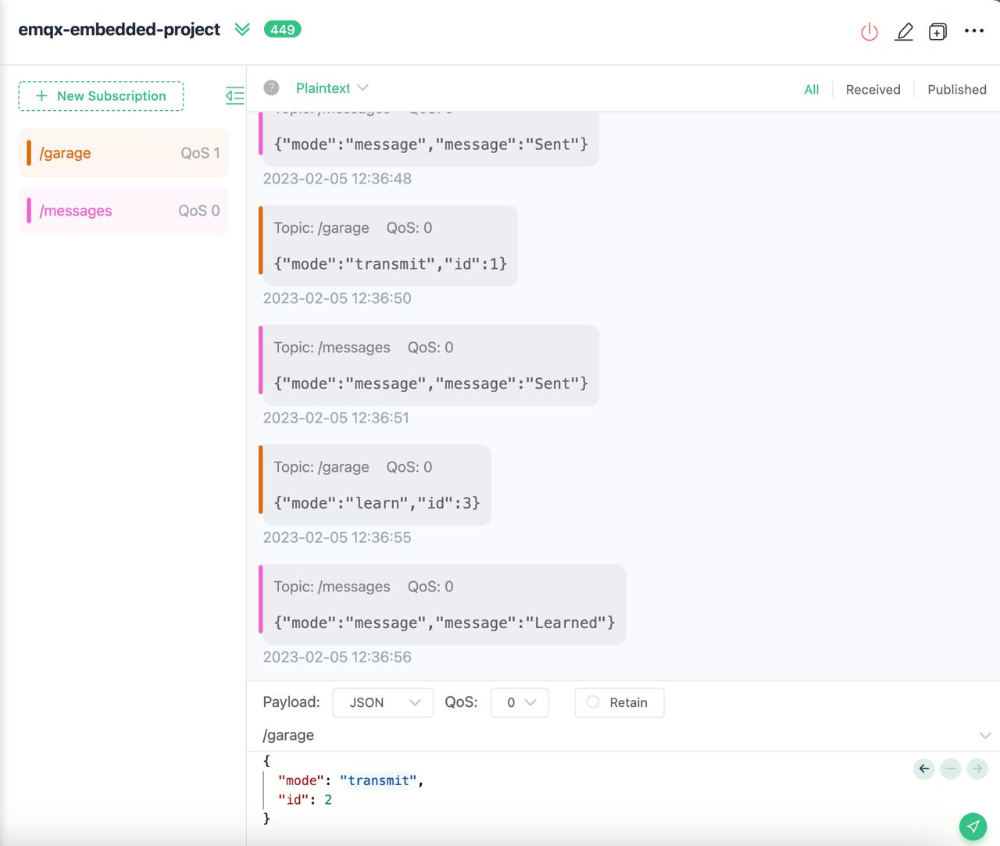 emqx-embedded-project 449
+ New Subscription
/garage QoS 1
/messages QoS 0
? Plaintext
All Received Published
Topic: /messages QoS: 0
{"mode":"message","message":"Sent"}
2023-02-05 12:36:48
Topic: /garage QoS: 0
{"mode":"transmit","id":1}
2023-02-05 12:36:50
Topic: /messages QoS: 0
{"mode":"message","message":"Sent"}
2023-02-05 12:36:51
Topic: /garage QoS: 0
{"mode":"learn","id":3}
2023-02-05 12:36:55
Topic: /messages QoS: 0
{"mode":"message","message":"Learned"}
2023-02-05 12:36:56
Payload: JSON QoS: 0 Retain
/garage
{
"mode": "transmit",
"id": 2
}